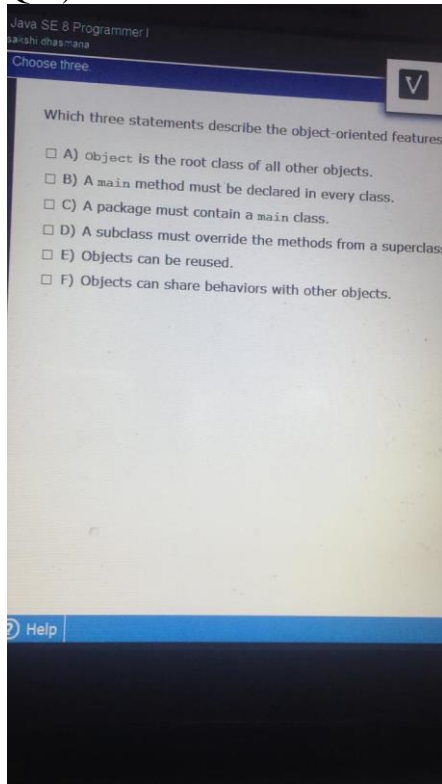 Java SE 8 Programmer I
sakshi dhasmana
Choose three.
V
Which three statements describe the object-oriented features
A) Object is the root class of all other objects.
B) A main method must be declared in every class.
C) A package must contain a main class.
D) A subclass must override the methods from a superclass
E) Objects can be reused.
F) Objects can share behaviors with other objects.
? Help